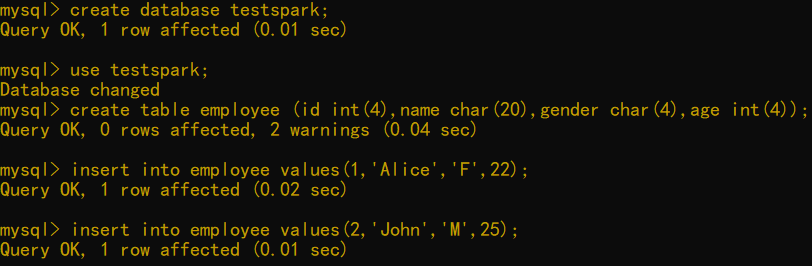 mysql> create database testspark;
Query OK, 1 row affected (0.01 sec)
mysql> use testspark;
Database changed
mysql> create table employee (id int(4),name char(20),gender char(4),age int(4));
Query OK, 0 rows affected, 2 warnings (0.04 sec)
mysql> insert into employee values(1,'Alice','F',22);
Query OK, 1 row affected (0.02 sec)
mysql> insert into employee values(2,'John','M',25);
Query OK, 1 row affected (0.01 sec)